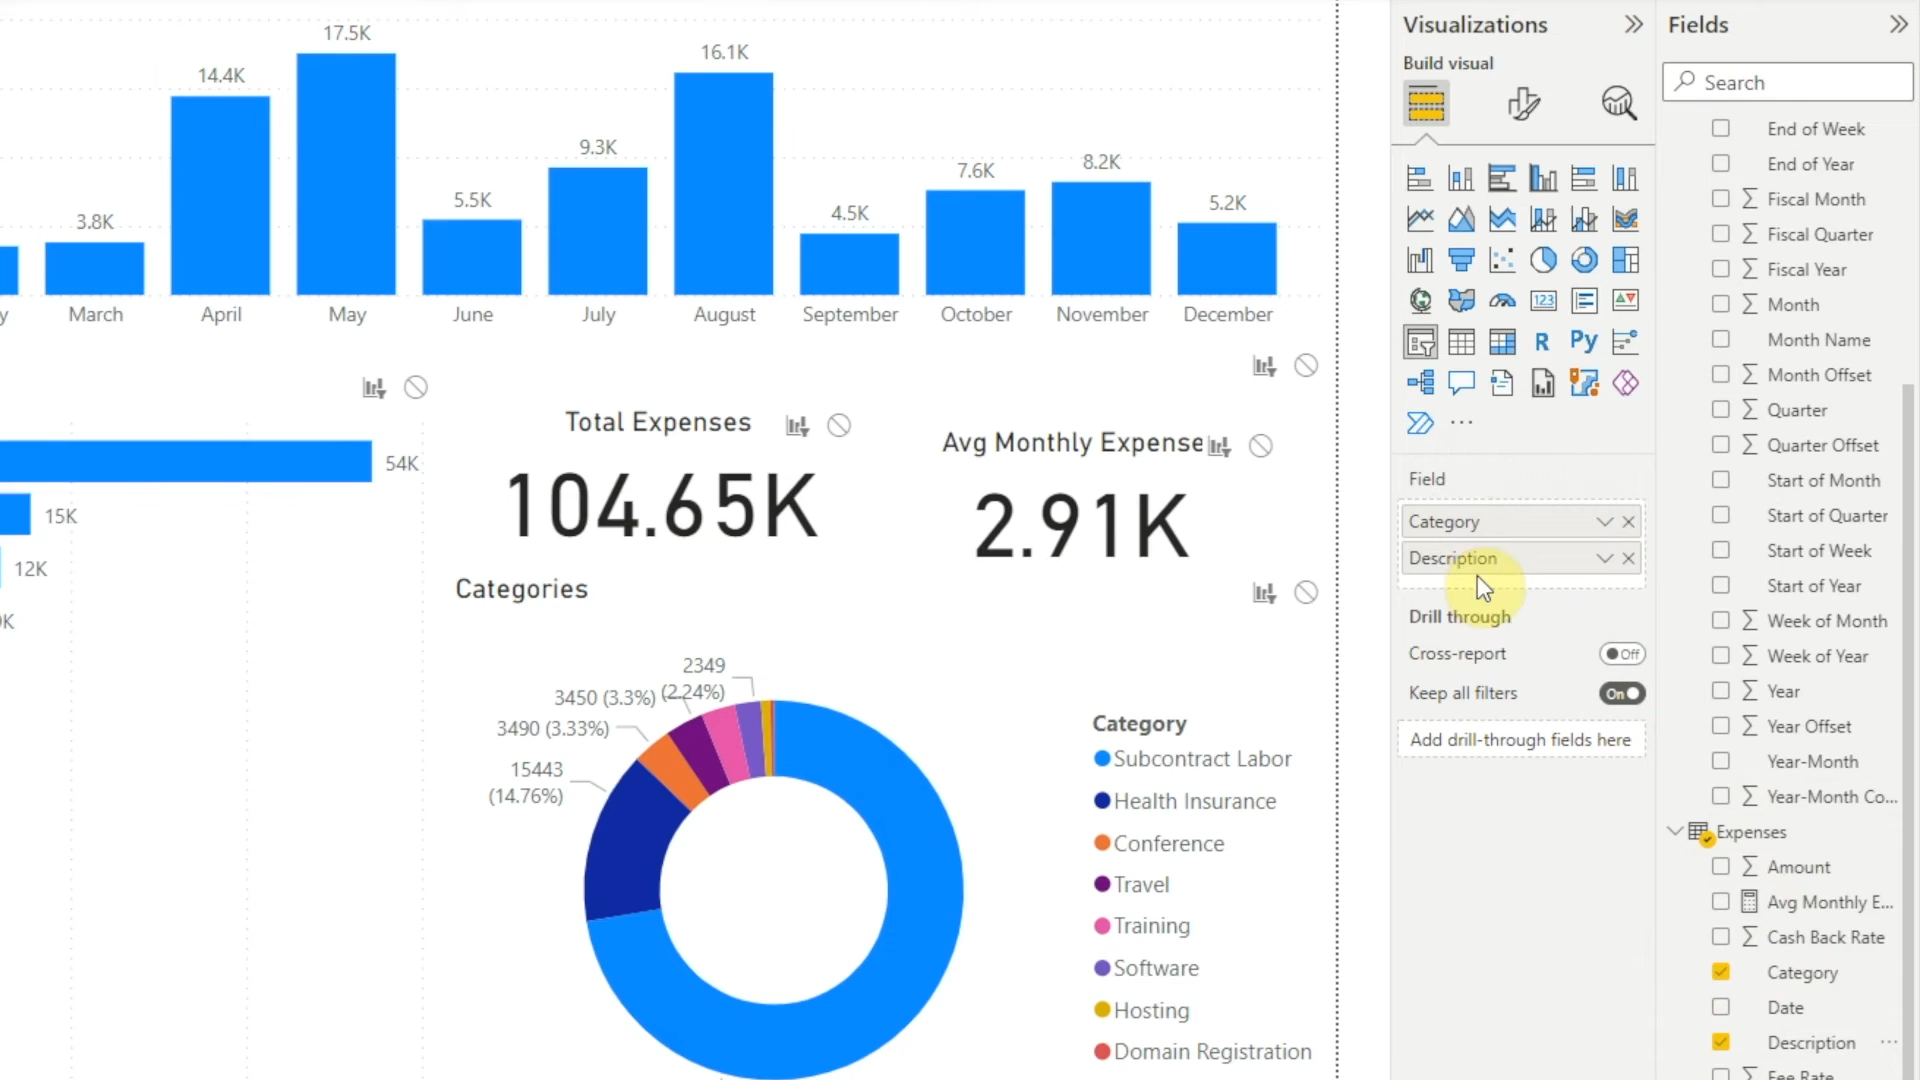 17.5K
16.1K
14.4K
9.3K
8.2K
7.6K
5.5K
5.2K
4.5K
3.8K
y
March
April
May
June
July
August
September
October
November
December
54K
15K
12K
0K
Total Expenses
104.65K
Avg Monthly Expense
2.91K
Categories
2349
(2.24%)
3450 (3.3%)
3490 (3.33%)
15443
(14.76%)
Category
Subcontract Labor
Health Insurance
Conference
Travel
Training
Software
Hosting
Domain Registration
Visualizations
Build visual
123
R
Py
...
Field
Category
Description
Drill through
Cross-report
Off
Keep all filters
On
Add drill-through fields here
Fields
Search
End of Week
End of Year
Fiscal Month
Fiscal Quarter
Fiscal Year
Month
Month Name
Month Offset
Quarter
Quarter Offset
Start of Month
Start of Quarter
Start of Week
Start of Year
Week of Month
Week of Year
Year
Year Offset
Year-Month
Year-Month Co...
Expenses
Amount
Avg Monthly E...
Cash Back Rate
Category
Date
Description
...
Fee Rate